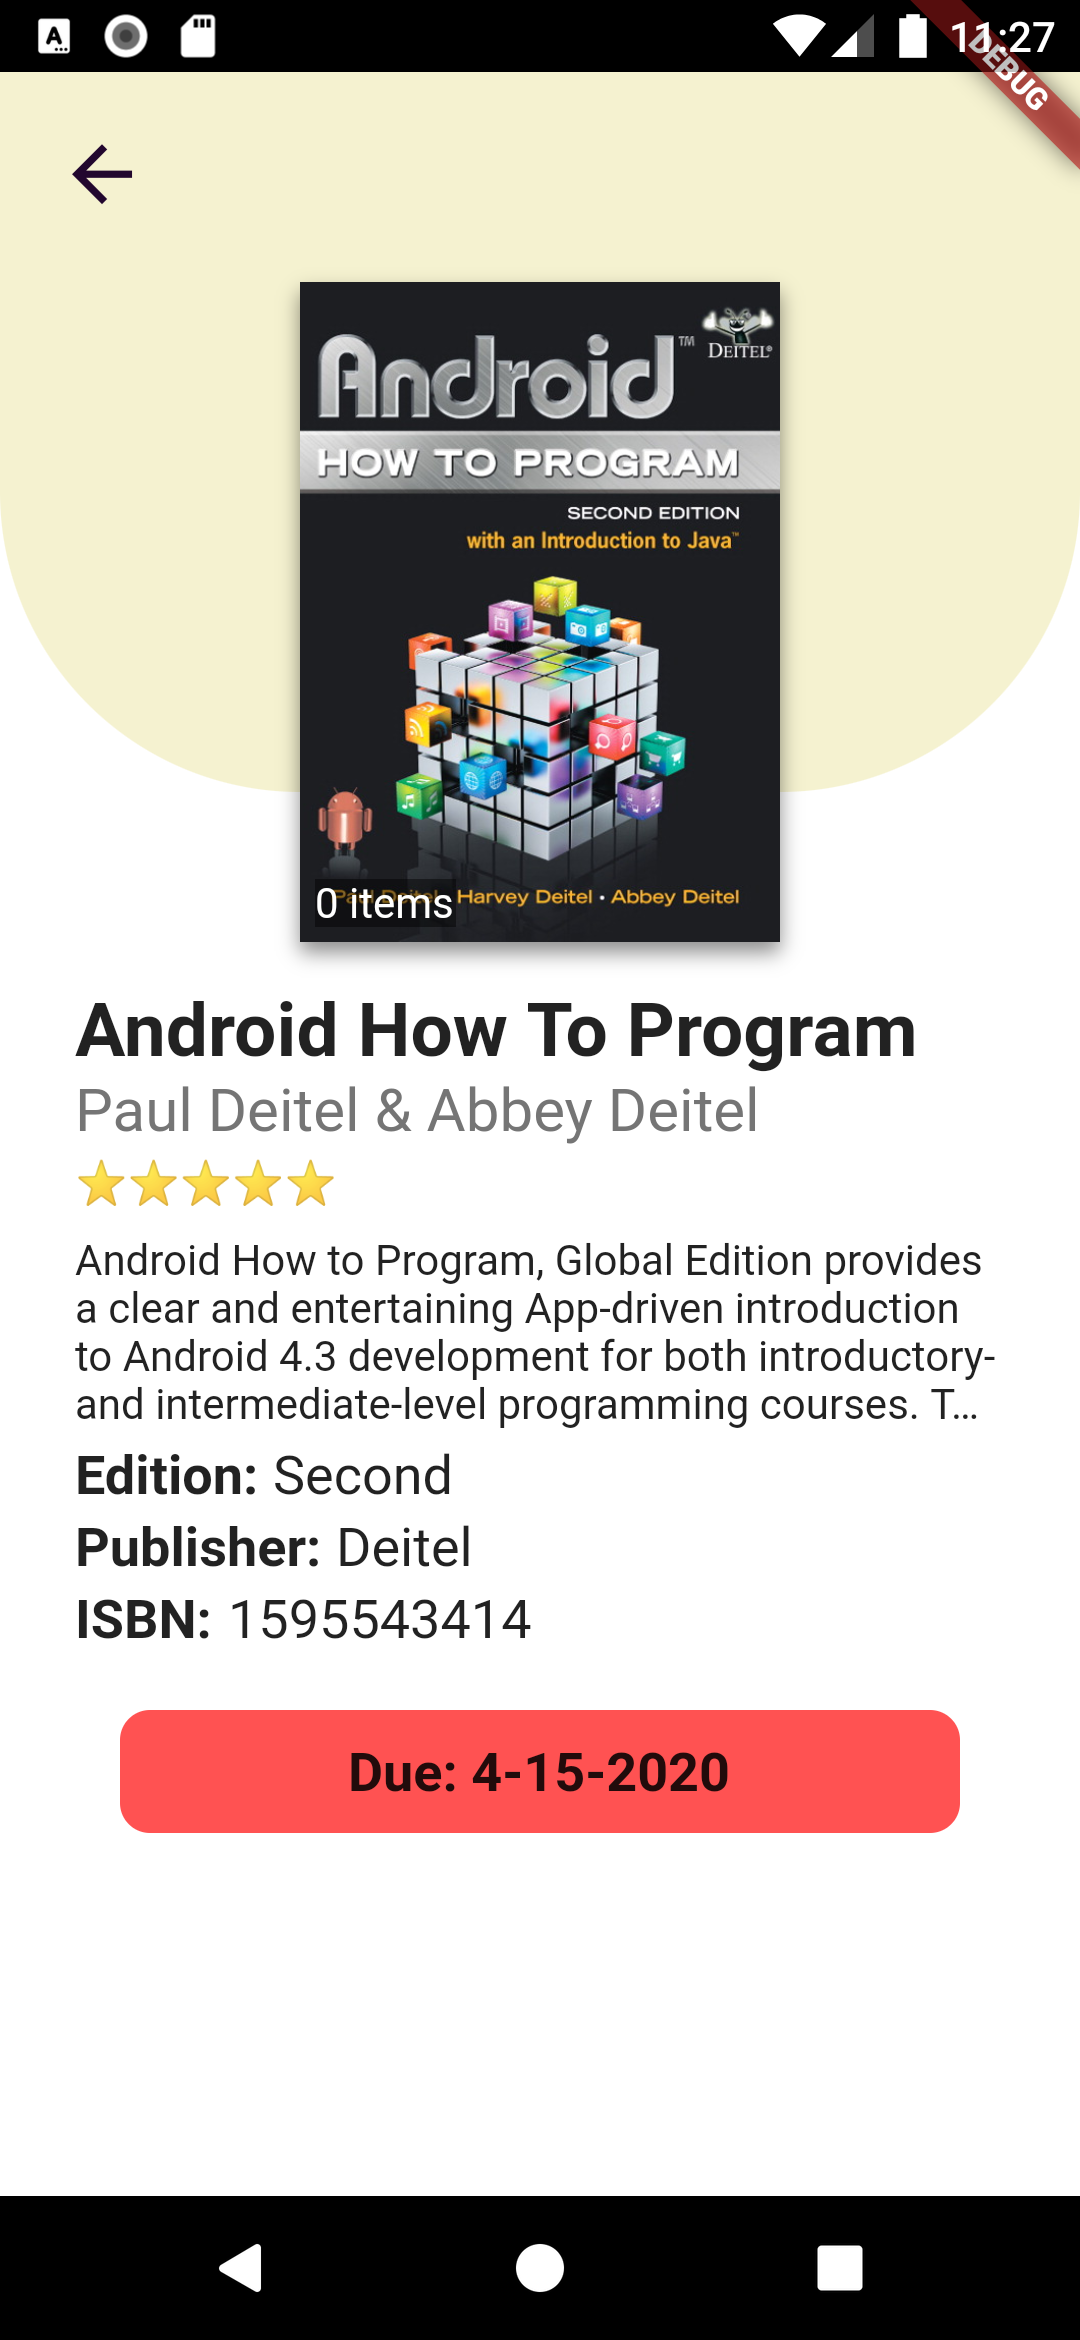 11:27
DEBUG
Android™
DEITEL®
HOW TO PROGRAM
SECOND EDITION
with an Introduction to Java™
Paul Deitel • Harvey Deitel • Abbey Deitel
0 items
Android How To Program
Paul Deitel & Abbey Deitel
Android How to Program, Global Edition provides
a clear and entertaining App-driven introduction
to Android 4.3 development for both introductory-
and intermediate-level programming courses. T...
Edition: Second
Publisher: Deitel
ISBN: 1595543414
Due: 4-15-2020